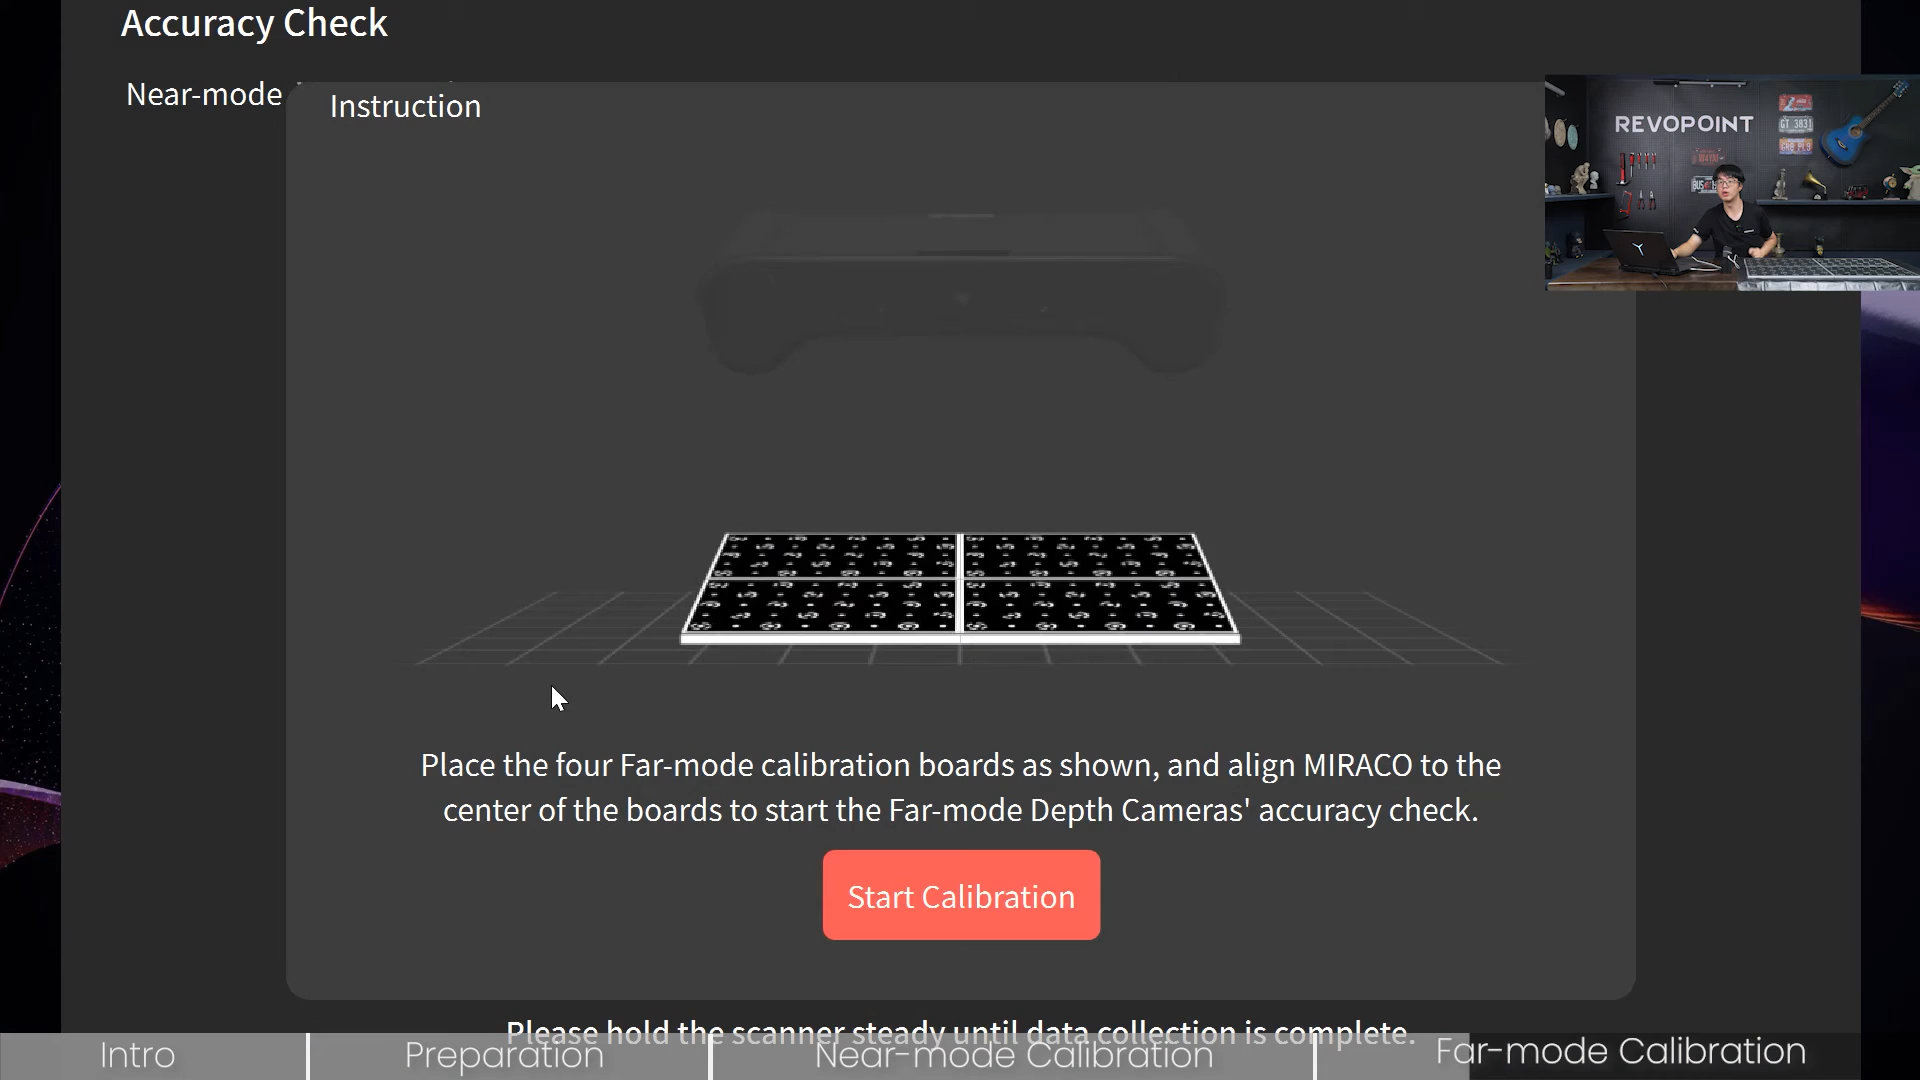 Accuracy Check
Near-mode
Instruction
REVOPOINT
GT 3831
Place the four Far-mode calibration boards as shown, and align MIRACO to the
center of the boards to start the Far-mode Depth Cameras' accuracy check.
Start Calibration
Please hold the scanner steady until data collection is complete.
Intro
Preparation
Near-mode Calibration
Far-mode Calibration